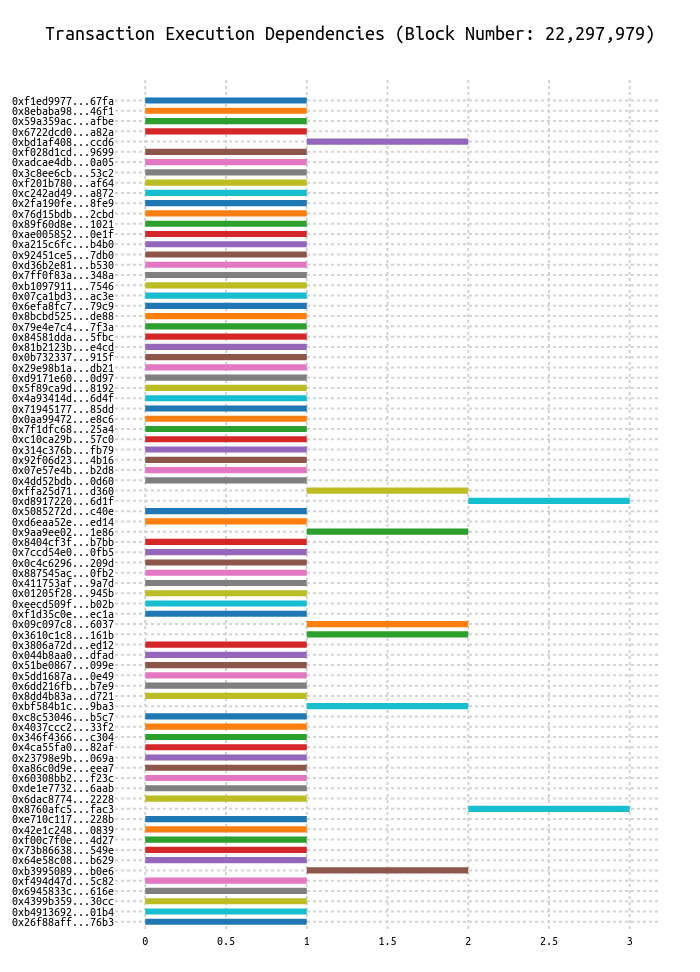 Transaction Execution Dependencies (Block Number: 22,297,979)
0xf1ed9977...67fa
0x8ebaba98...46f1
0x59a359ac...afbe
0x6722dcd0...a82a
0xbd1af408...ccd6
0xf028d1cd...9699
0xadcae4db...0a05
0x3c8ee6cb...53c2
0xf201b780...af64
0xc242ad49...a872
0x2fa190fe...8fe9
0x76d15bdb...2cbd
0x89f60d8e...1021
0xae005852...0e1f
0xa215c6fc...b4b0
0x92451ce5...7db0
0xd36b2e81...b530
0x7ff0f83a...348a
0xb1097911...7546
0x07ca1bd3...ac3e
0x6efa8fc7...79c9
0x8bcbd525...de88
0x79e4e7c4...7f3a
0x84581dda...5fbc
0x81b2123b...e4cd
0x0b732337...915f
0x29e98b1a...db21
0xd9171e60...0d97
0x5f89ca9d...8192
0x4a93414d...6d4f
0x71945177...85dd
0x0aa99472...e8c6
0x7f1dfc68...25a4
0xc10ca29b...57c0
0x314c376b...fb79
0x92f06d23...4b16
0x07e57e4b...b2d8
0x4dd52bdb...0d60
0xffa25d71...d360
0xd8917220...6d1f
0x5085272d...c40e
0xd6eaa52e...ed14
0x9aa9ee02...1e86
0x8404cf3f...b7bb
0x7ccd54e0...0fb5
0x0c4c6296...209d
0x887545ac...0fb2
0x411753af...9a7d
0x01205f28...945b
0xeecd509f...b02b
0xf1d35c0e...ec1a
0x09c097c8...6037
0x3610c1c8...161b
0x3806a72d...ed12
0x044b8aa0...dfad
0x51be0867...099e
0x5dd1687a...0e49
0x6dd216fb...b7e9
0x8dd4b83a...d721
0xbf584b1c...9ba3
0xc8c53046...b5c7
0x4037ccc2...33f2
0x346f4366...c304
0x4ca55fa0...82af
0x23798e9b...069a
0xa86c0d9e...eea7
0x60308bb2...f23c
0xde1e7732...6aab
0x6dac8774...2228
0x8760afc5...fac3
0xe710c117...228b
0x42e1c248...0839
0xf00c7f0e...4d27
0x73b86638...549e
0x64e58c08...b629
0xb3995089...b0e6
0xf494d47d...5c82
0x6945833c...616e
0x4399b359...30cc
0xb4913692...01b4
0x26f88aff...76b3
0 0.5 1 1.5 2 2.5 3